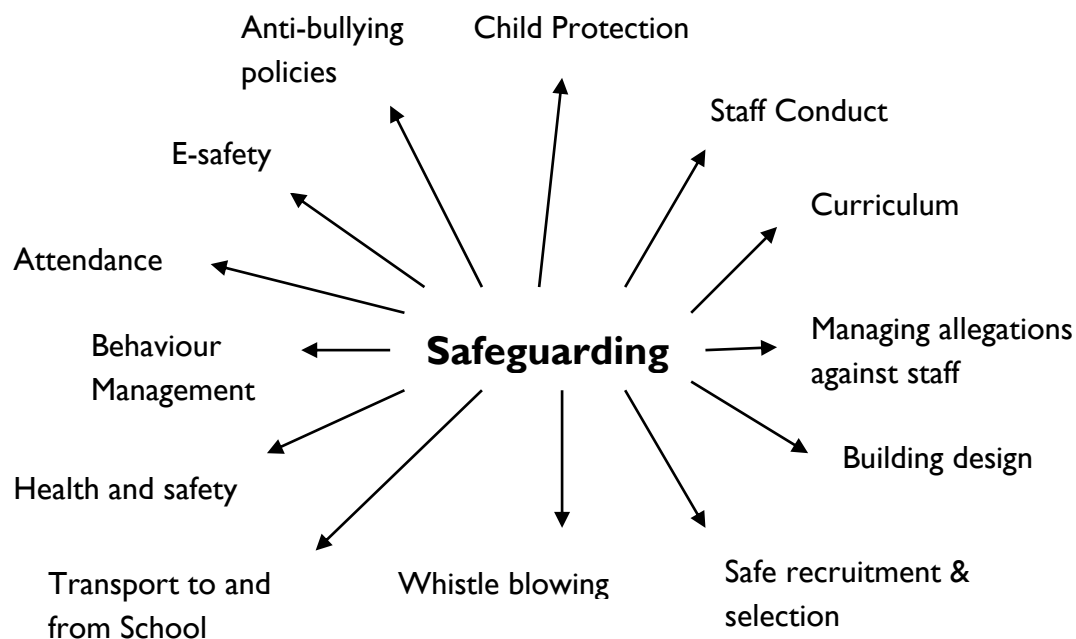 Anti-bullying
policies
Child Protection
Staff Conduct
E-safety
Curriculum
Attendance
Managing allegations
against staff
Behaviour
Management
Safeguarding
Building design
Health and safety
Safe recruitment &
selection
Transport to and
from School
Whistle blowing